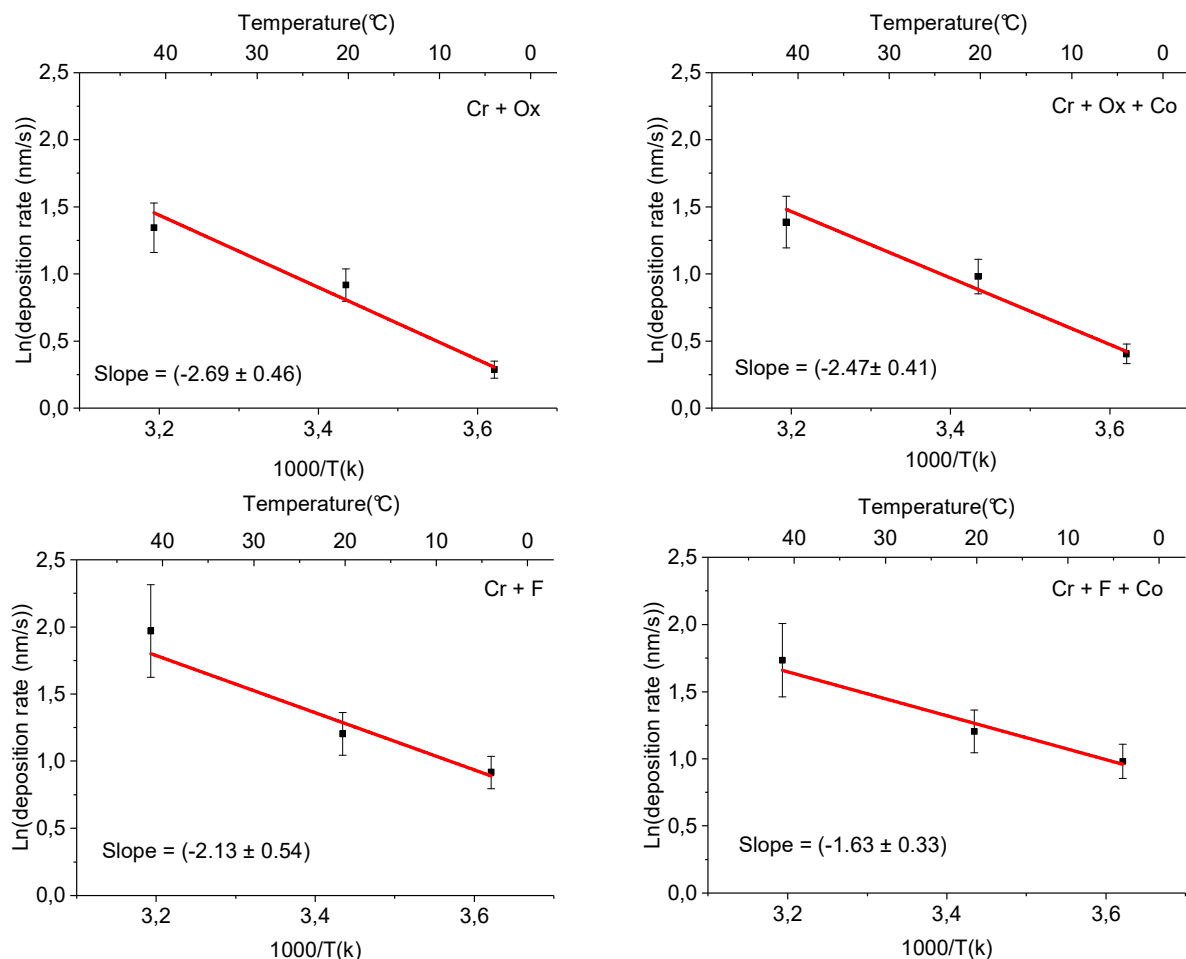 Temperature(℃)
40 30 20 10 0
2,5
2,0
1,5
1,0
0,5
0,0
Ln(deposition rate (nm/s))
Cr + Ox
Slope = (-2.69 ± 0.46)
3,2 3,4 3,6
1000/T(k)
Temperature(℃)
40 30 20 10 0
2,5
2,0
1,5
1,0
0,5
0,0
Ln(deposition rate (nm/s))
Cr + Ox + Co
Slope = (-2.47± 0.41)
3,2 3,4 3,6
1000/T(k)
Temperature(℃)
40 30 20 10 0
2,5
2,0
1,5
1,0
0,5
0,0
Ln(deposition rate (nm/s))
Cr + F
Slope = (-2.13 ± 0.54)
3,2 3,4 3,6
1000/T(k)
Temperature(℃)
40 30 20 10 0
2,5
2,0
1,5
1,0
0,5
0,0
Ln(deposition rate (nm/s))
Cr + F + Co
Slope = (-1.63 ± 0.33)
3,2 3,4 3,6
1000/T(k)